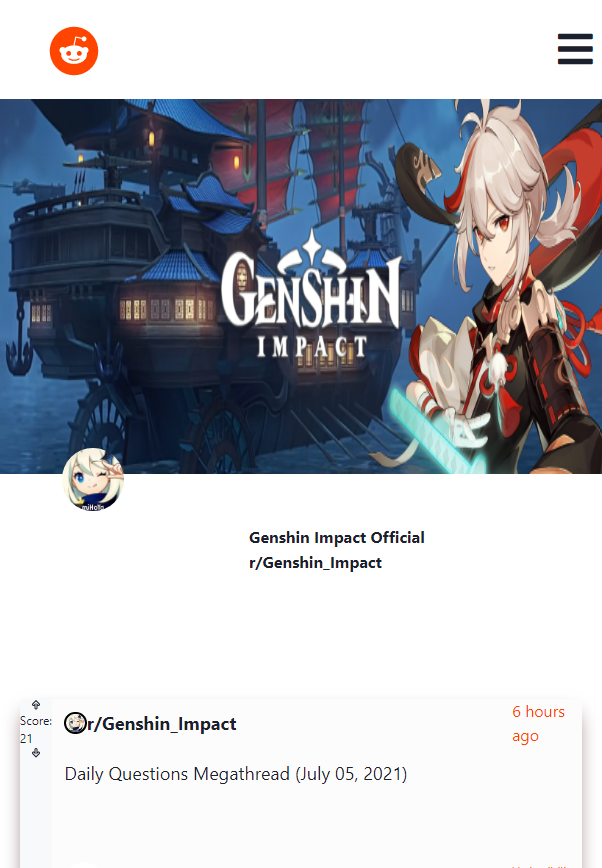 GENSHIN
IMPACT
miHoYo
Genshin Impact Official
r/Genshin_Impact
Score:
21
r/Genshin_Impact
6 hours
ago
Daily Questions Megathread (July 05, 2021)